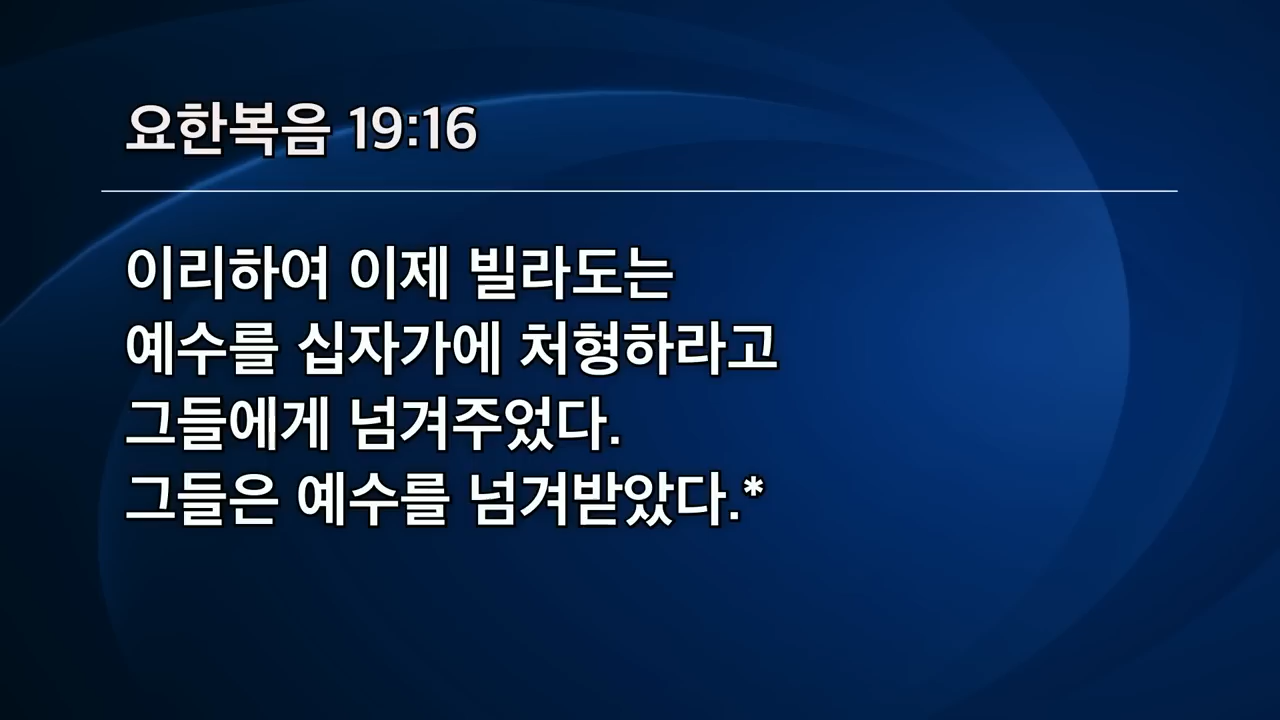 요한복음 19:16
이리하여 이제 빌라도는
예수를 십자가에 처형하라고
그들에게 넘겨주었다.
그들은 예수를 넘겨받았다.*